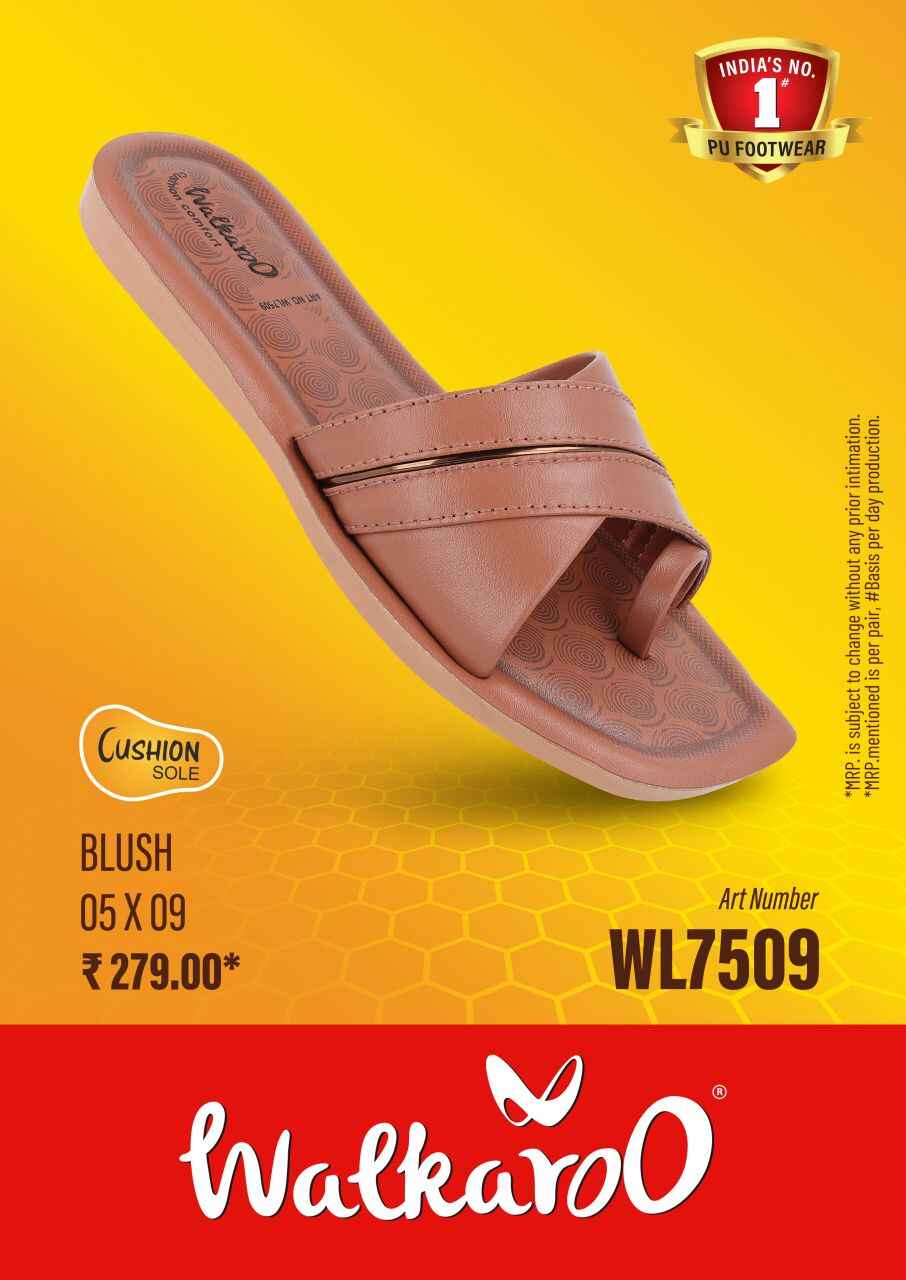 INDIA'S NO.
1#
PU FOOTWEAR
Walkaroo
cushion comfort
ART NO. WL7509
*MRP. is subject to change without any prior intimation.
*MRP.mentioned is per pair, #Basis per day production.
CUSHION
SOLE
BLUSH
05 X 09
₹ 279.00*
Art Number
WL7509
Walkaroo®